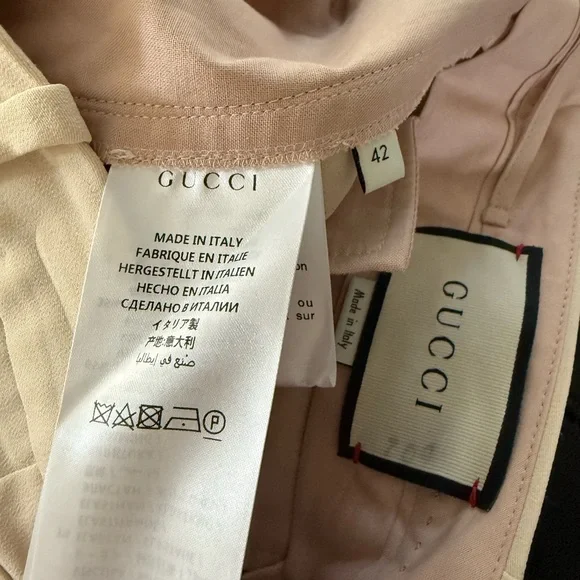 GUCCI
MADE IN ITALY
FABRIQUE EN ITALIE
HERGESTELLT IN ITALIEN
HECHO EN ITALIA
СДЕЛАНО В ИТАЛИИ
イタリア製
产地:意大利
صنع في إيطاليا
P
42
ou
sur
Made in Italy
GUCCI